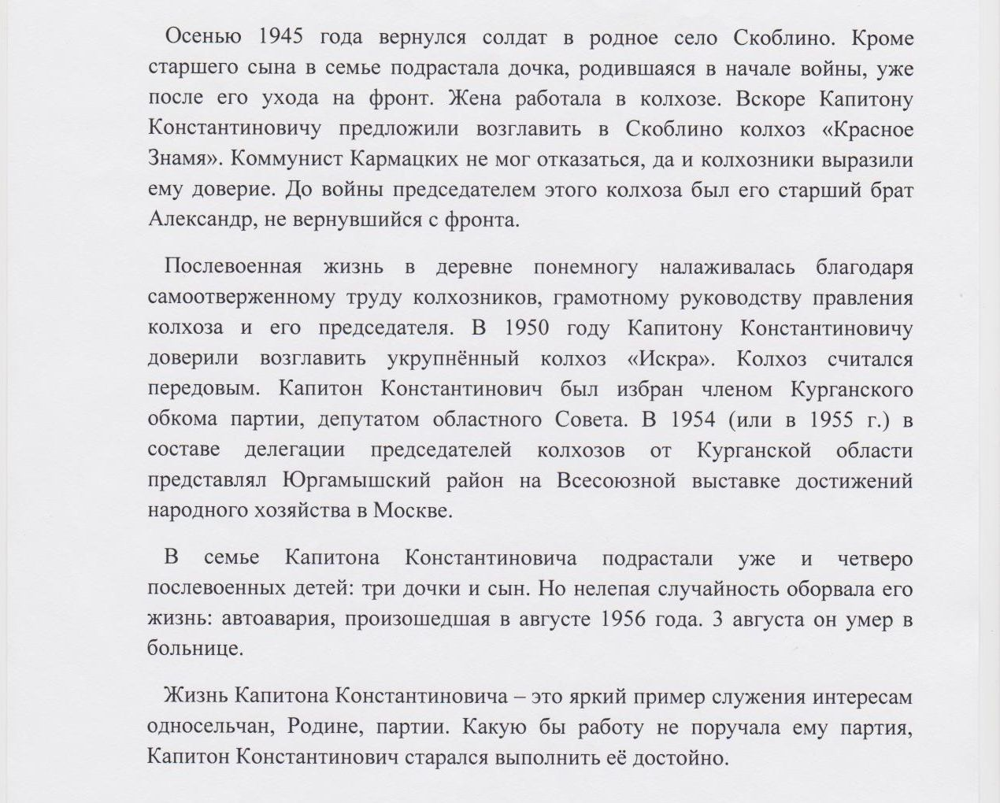 Осенью 1945 года вернулся солдат в родное село Скоблино. Кроме
старшего сына в семье подрастала дочка, родившаяся в начале войны, уже
после его ухода на фронт. Жена работала в колхозе. Вскоре Капитону
Константиновичу предложили возглавить в Скоблино колхоз «Красное
Знамя». Коммунист Кармацких не мог отказаться, да и колхозники выразили
ему доверие. До войны председателем этого колхоза был его старший брат
Александр, не вернувшийся с фронта.
Послевоенная жизнь в деревне понемногу налаживалась благодаря
самоотверженному труду колхозников, грамотному руководству правления
колхоза и его председателя. В 1950 году Капитону Константиновичу
доверили возглавить укрупнённый колхоз «Искра». Колхоз считался
передовым. Капитон Константинович был избран членом Курганского
обкома партии, депутатом областного Совета. В 1954 (или в 1955 г.) в
составе делегации председателей колхозов от Курганской области
представлял Юргамышский район на Всесоюзной выставке достижений
народного хозяйства в Москве.
В семье Капитона Константиновича подрастали уже и четверо
послевоенных детей: три дочки и сын. Но нелепая случайность оборвала его
жизнь: автоавария, произошедшая в августе 1956 года. 3 августа он умер в
больнице.
Жизнь Капитона Константиновича – это яркий пример служения интересам
односельчан, Родине, партии. Какую бы работу не поручала ему партия,
Капитон Константинович старался выполнить её достойно.